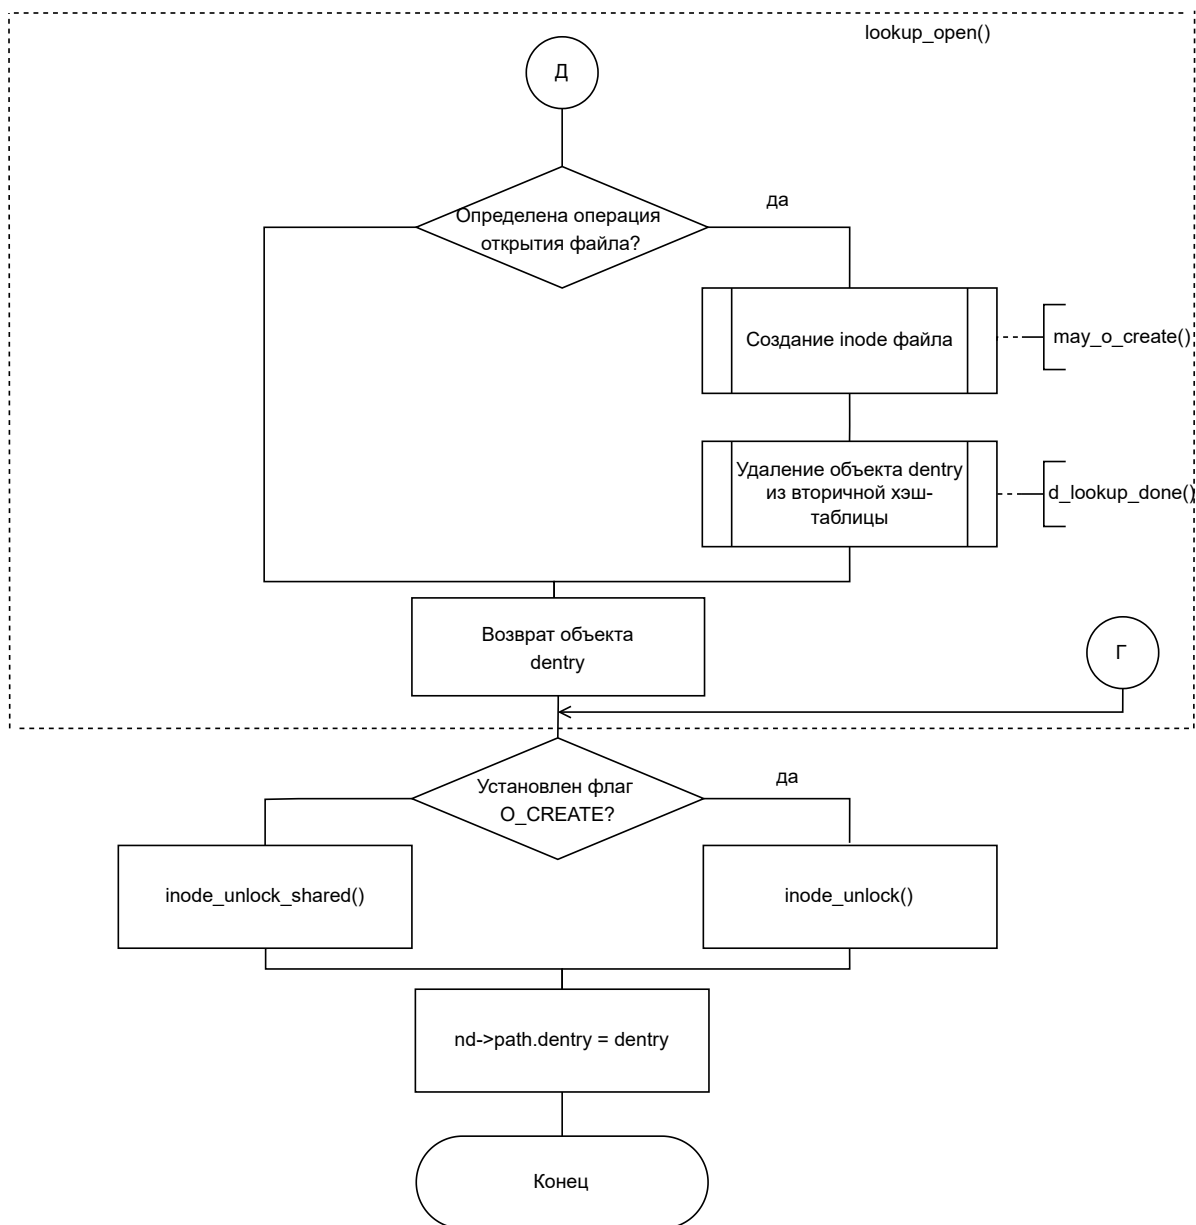 lookup_open()
Д
Определена операция
открытия файла?
да
Создание inode файла
may_o_create()
Удаление объекта dentry
из вторичной хэш-
таблицы
d_lookup_done()
Возврат объекта
dentry
Г
Установлен флаг
O_CREATE?
да
inode_unlock_shared()
inode_unlock()
nd->path.dentry = dentry
Конец